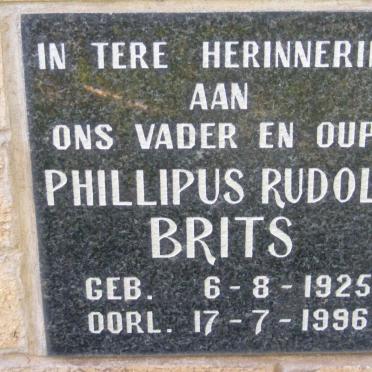 IN TERE HERINNERI
AAN
ONS VADER EN OUP
PHILLIPUS RUDOL
BRITS
GEB. 6-8-1925
OORL. 17-7-1996